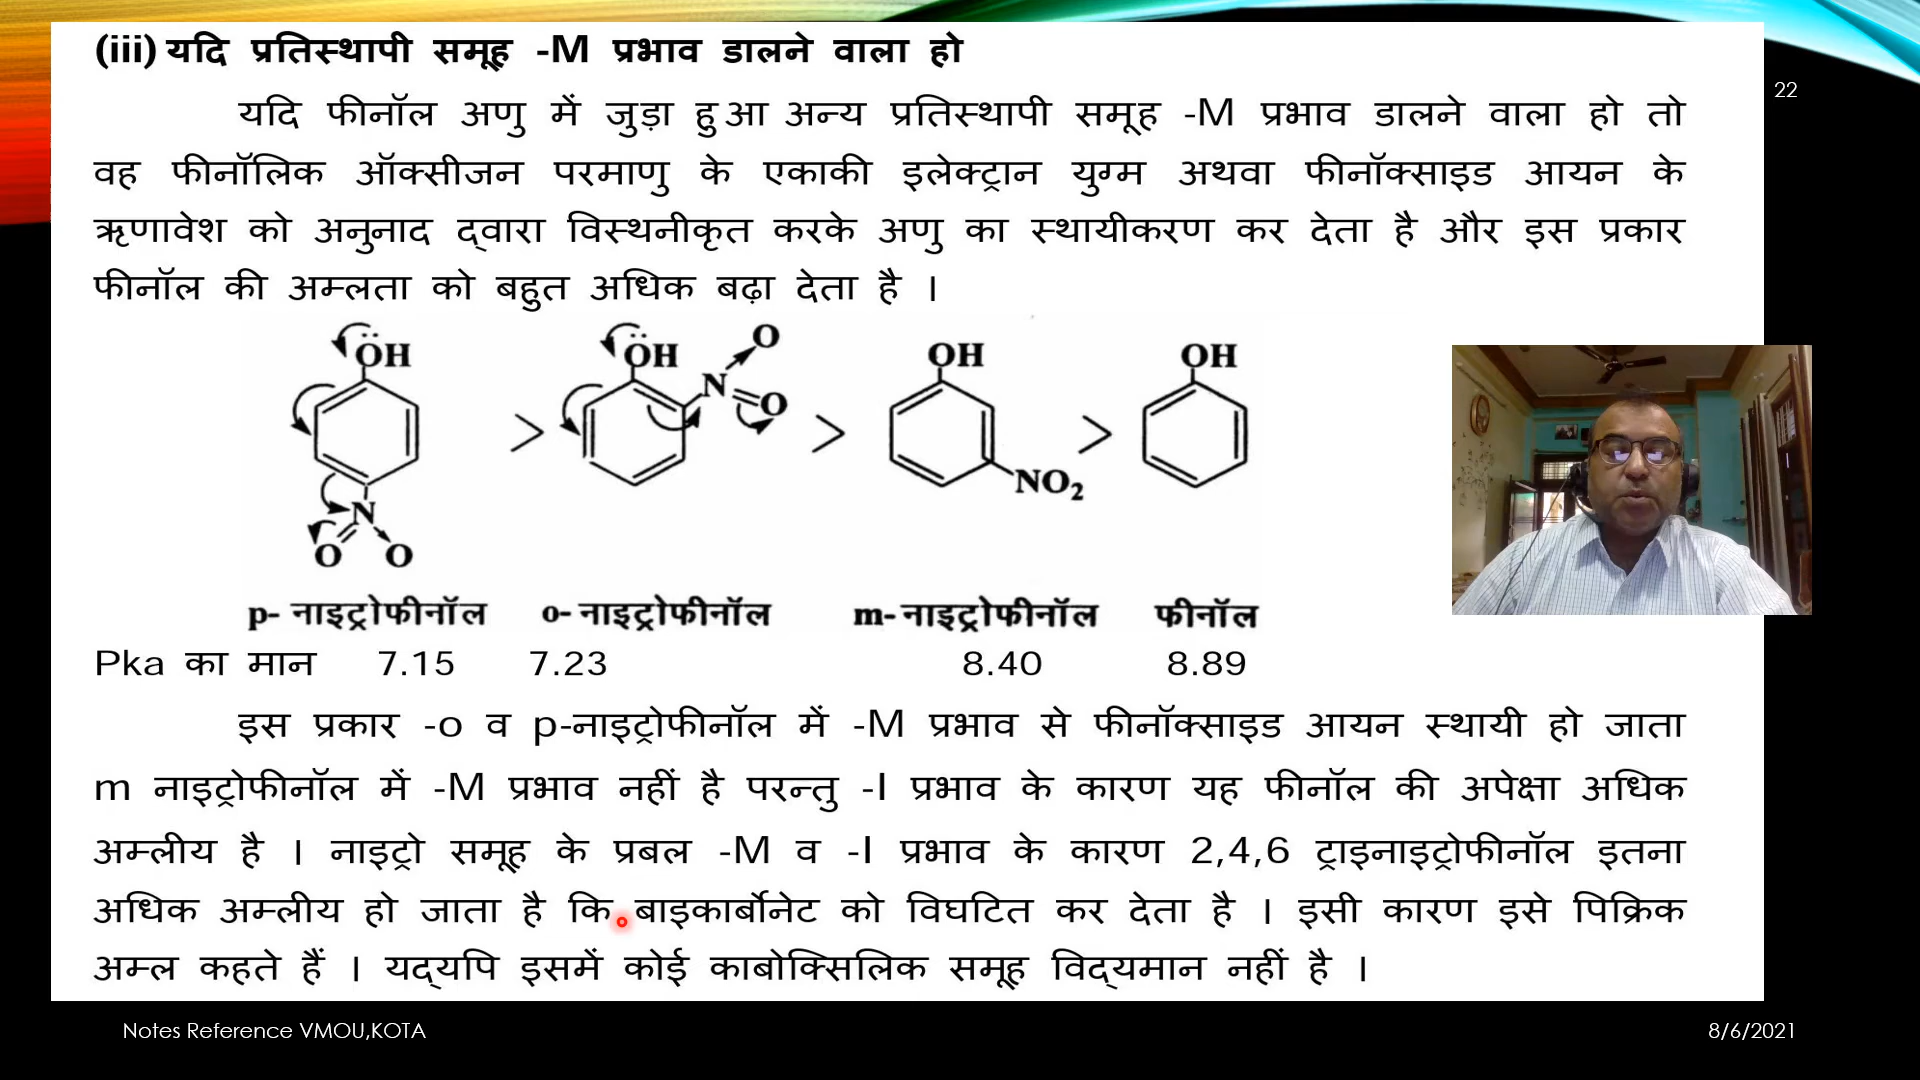 (iii) यदि प्रतिस्थापी समूह -M प्रभाव डालने वाला हो
22
यदि फीनॉल अणु में जुड़ा हुआ अन्य प्रतिस्थापी समूह -M प्रभाव डालने वाला हो तो
वह फीनॉलिक ऑक्सीजन परमाणु के एकाकी इलेक्ट्रान युग्म अथवा फीनॉक्साइड आयन के
ऋणावेश को अनुनाद द्वारा विस्थनीकृत करके अणु का स्थायीकरण कर देता है और इस प्रकार
फीनॉल की अम्लता को बहुत अधिक बढ़ा देता है ।
ÖH ÖH N O O OH NO₂ OH
> > >
N O O
p- नाइट्रोफीनॉल o- नाइट्रोफीनॉल m- नाइट्रोफीनॉल फीनॉल
Pka का मान 7.15 7.23 8.40 8.89
इस प्रकार -o व p-नाइट्रोफीनॉल में -M प्रभाव से फीनॉक्साइड आयन स्थायी हो जाता
m नाइट्रोफीनॉल में -M प्रभाव नहीं है परन्तु -I प्रभाव के कारण यह फीनॉल की अपेक्षा अधिक
अम्लीय है । नाइट्रो समूह के प्रबल -M व -I प्रभाव के कारण 2,4,6 ट्राइनाइट्रोफीनॉल इतना
अधिक अम्लीय हो जाता है कि बाइकार्बोनेट को विघटित कर देता है । इसी कारण इसे पिक्रिक
अम्ल कहते हैं । यद्यपि इसमें कोई काबोक्सिलिक समूह विद्यमान नहीं है ।
Notes Reference VMOU,KOTA
8/6/2021